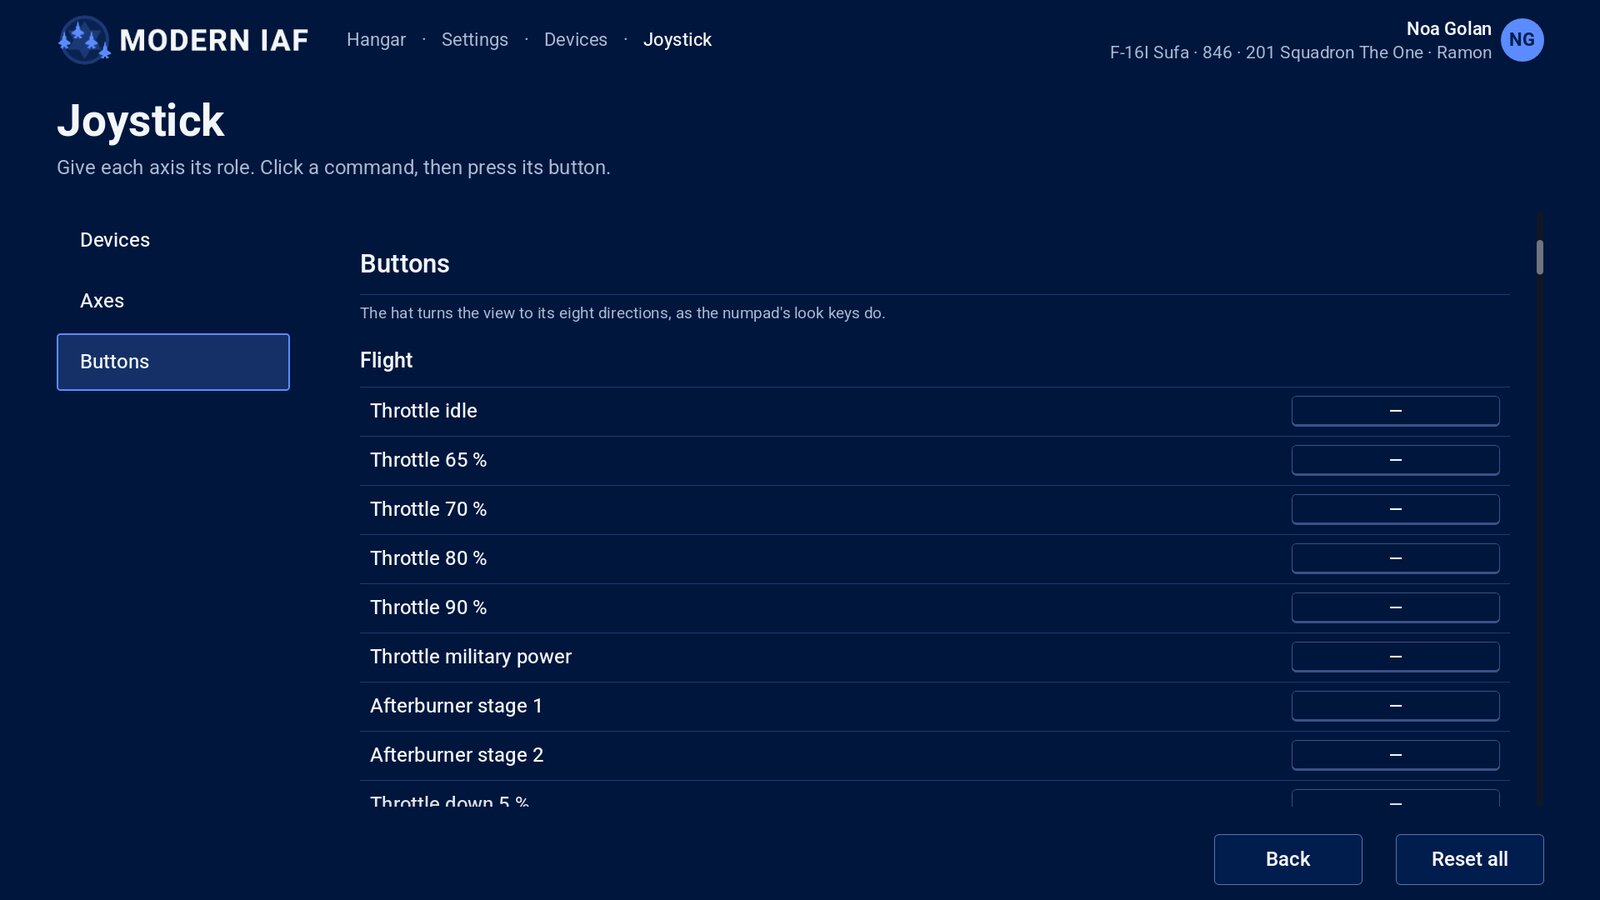 MODERN IAF
Hangar · Settings · Devices · Joystick
Noa Golan
F-16I Sufa · 846 · 201 Squadron The One · Ramon
NG
Joystick
Give each axis its role. Click a command, then press its button.
Devices
Axes
Buttons
Buttons
The hat turns the view to its eight directions, as the numpad's look keys do.
Flight
Throttle idle –
Throttle 65 % –
Throttle 70 % –
Throttle 80 % –
Throttle 90 % –
Throttle military power –
Afterburner stage 1 –
Afterburner stage 2 –
Throttle down 5 % –
Back
Reset all